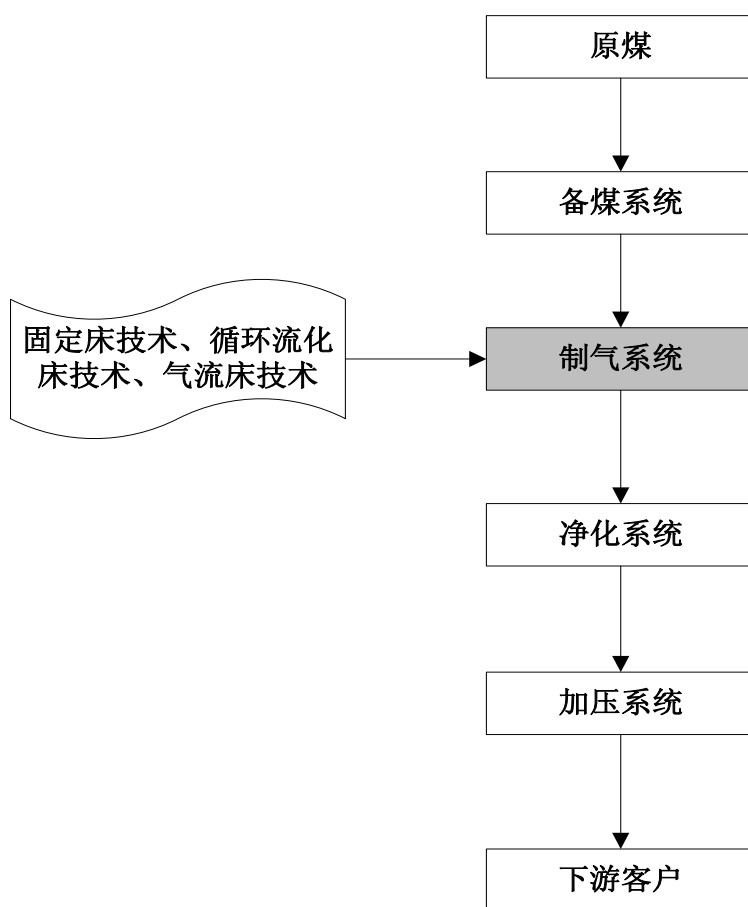 原煤
备煤系统
固定床技术、循环流化
床技术、气流床技术
制气系统
净化系统
加压系统
下游客户